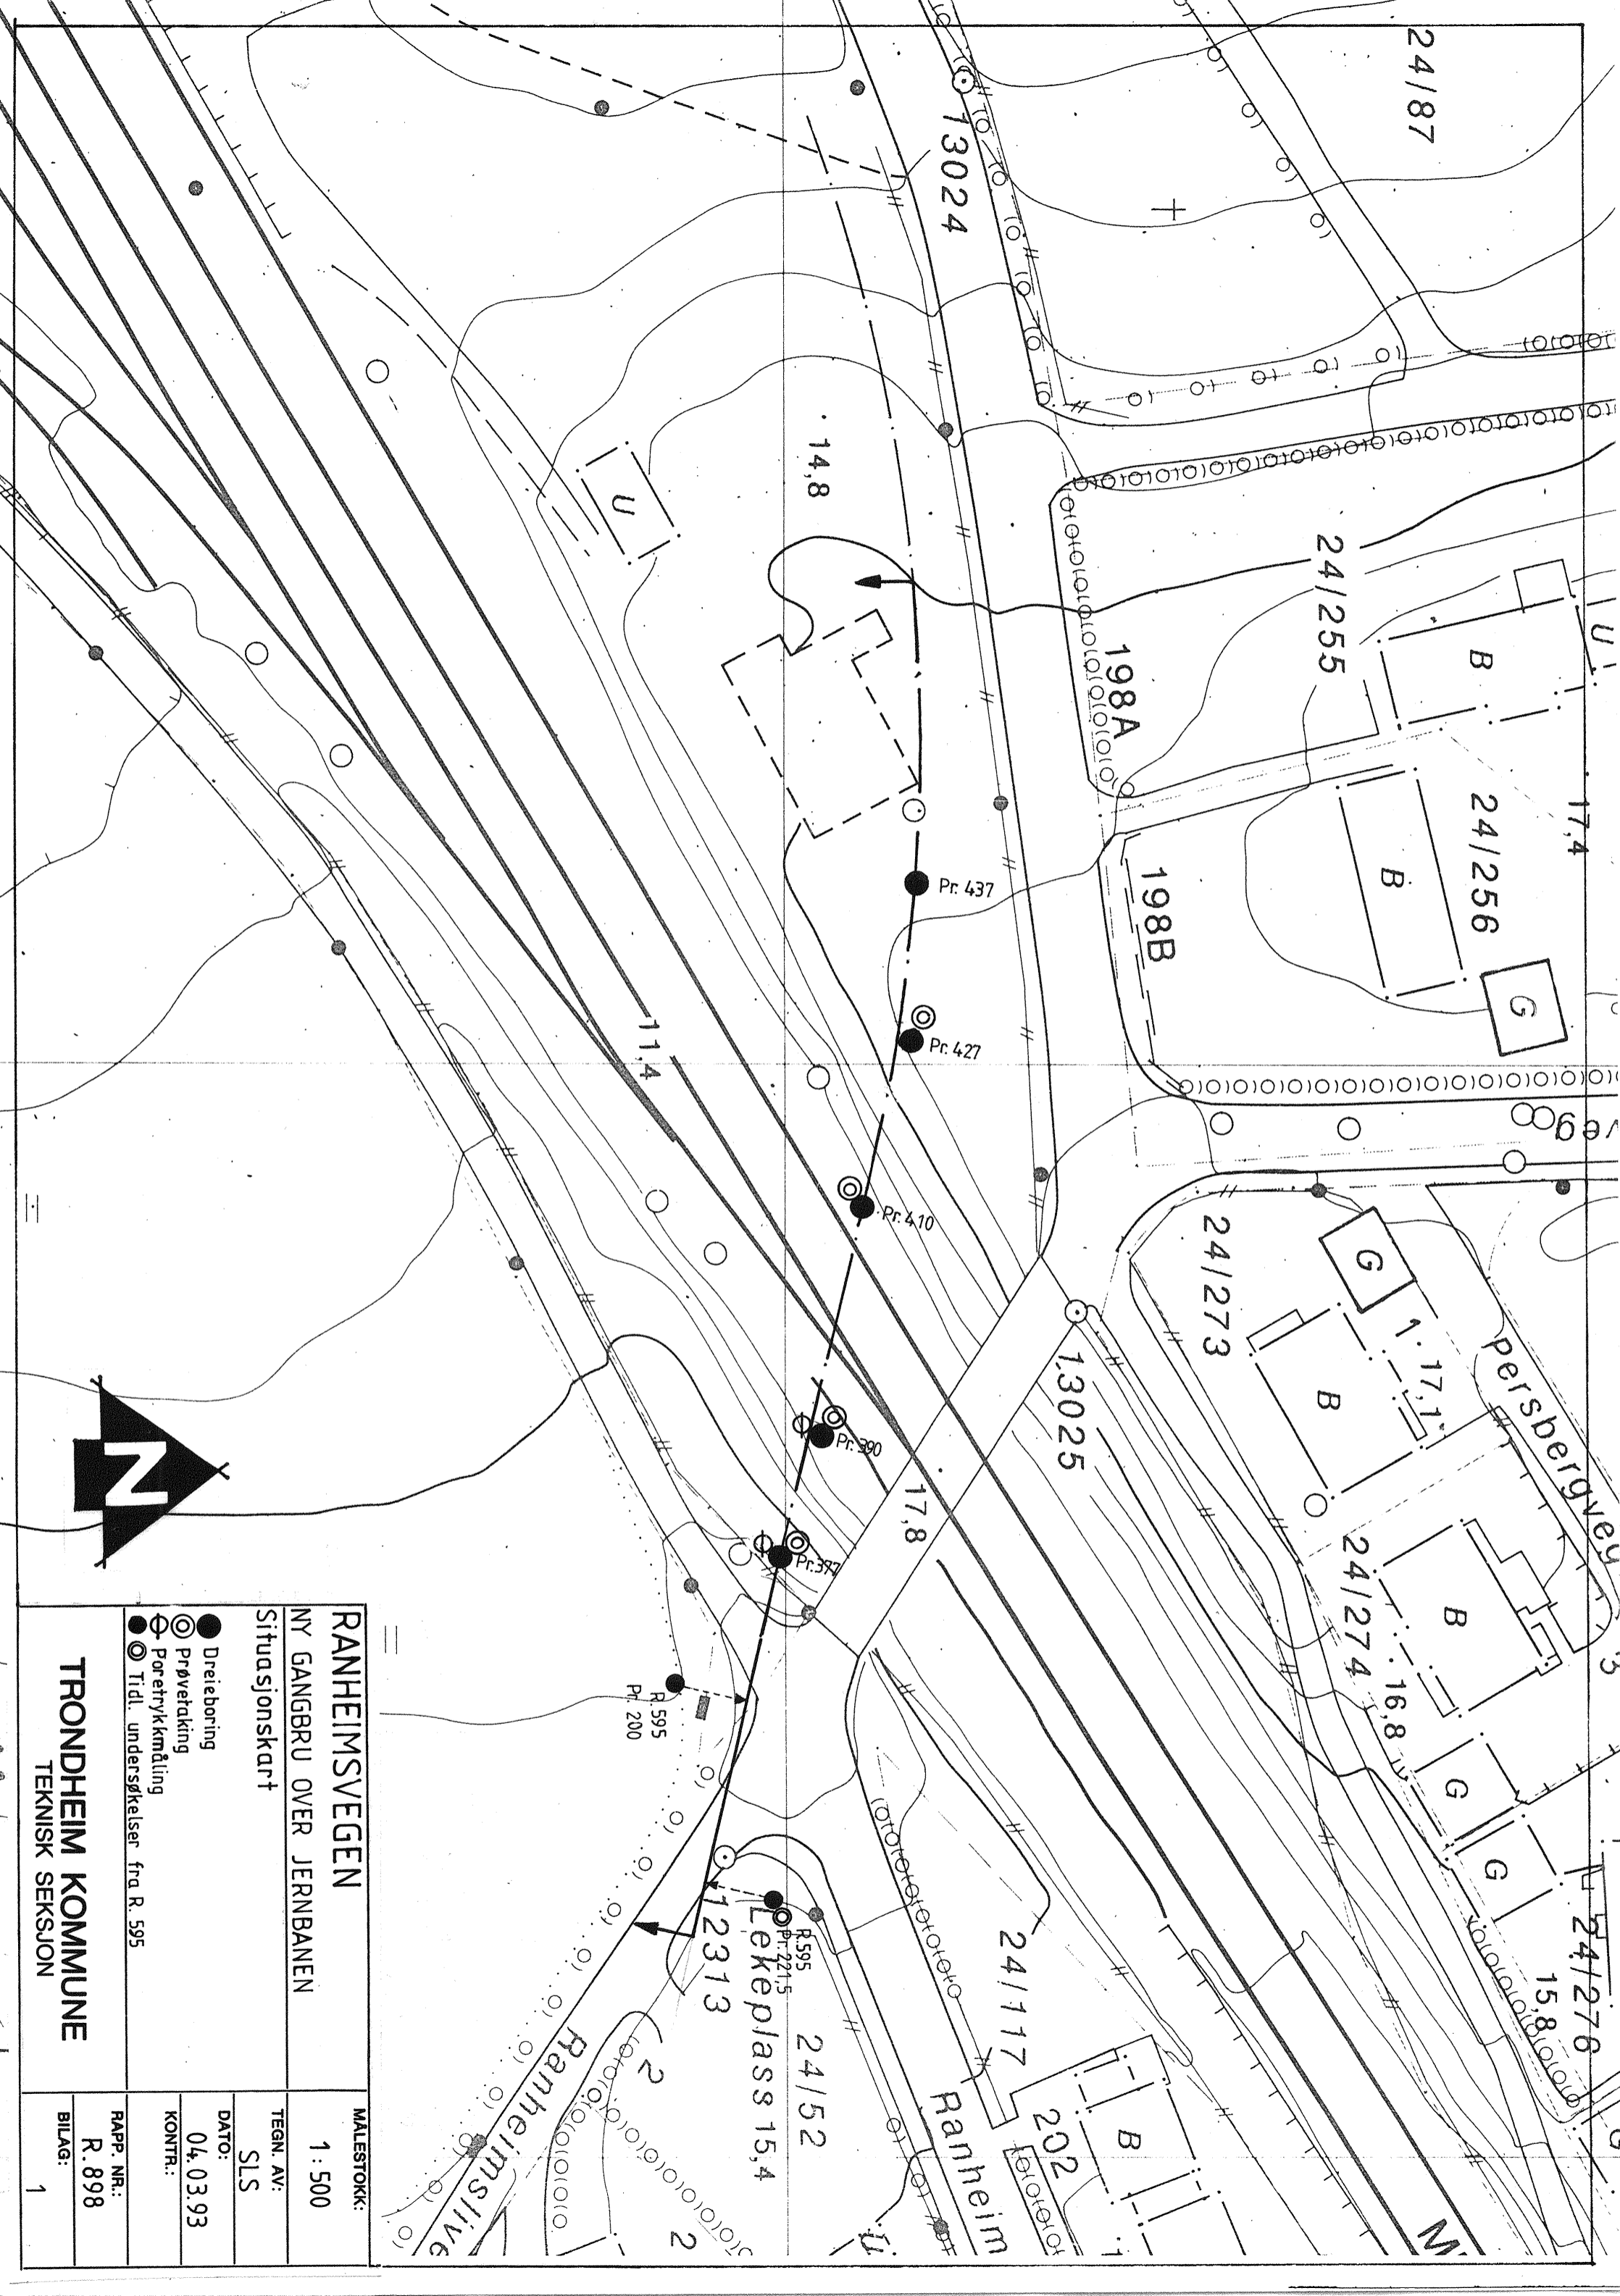 24/87
13024
14,8
U
24/255
198A
B
U
17,4
24/256
B
198B
G
Pr. 437
Pr. 427
11,4
veg
Pr. 410
24/273
G
1
17,1
B
13025
Pr. 390
17,8
Pr. 377
24/274
B
16,8
G
G
24/276
15,8
R.595
Pr. 200
R.595
Pr. 221,5
12313
Lekeplass 15,4
24/52
24/117
202
B
Ranheim
Ranheimslive
2
2
N
RANHEIMSVEGEN
NY GANGBRU OVER JERNBANEN
Situasjonskart
Dreieboring
Prøvetaking
Poretrykkmåling
Tidl. undersøkelser fra R. 595
TRONDHEIM KOMMUNE
TEKNISK SEKSJON
MÅLESTOKK:
1:500
TEGN. AV:
SLS
DATO:
04.03.93
KONTR.:
RAPP. NR.:
R.898
BILAG:
1